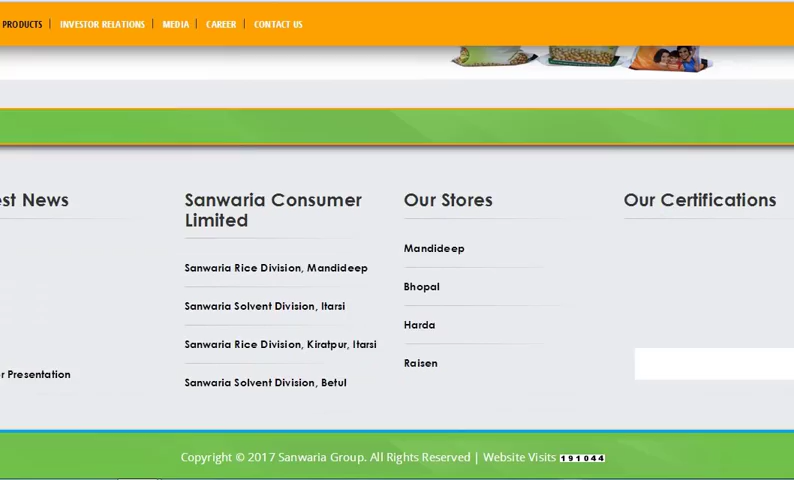 PRODUCTS | INVESTOR RELATIONS | MEDIA | CAREER | CONTACT US
est News
r Presentation
Sanwaria Consumer
Limited
Sanwaria Rice Division, Mandideep
Sanwaria Solvent Division, Itarsi
Sanwaria Rice Division, Kiratpur, Itarsi
Sanwaria Solvent Division, Betul
Our Stores
Mandideep
Bhopal
Harda
Raisen
Our Certifications
Copyright © 2017 Sanwaria Group. All Rights Reserved | Website Visits 191044